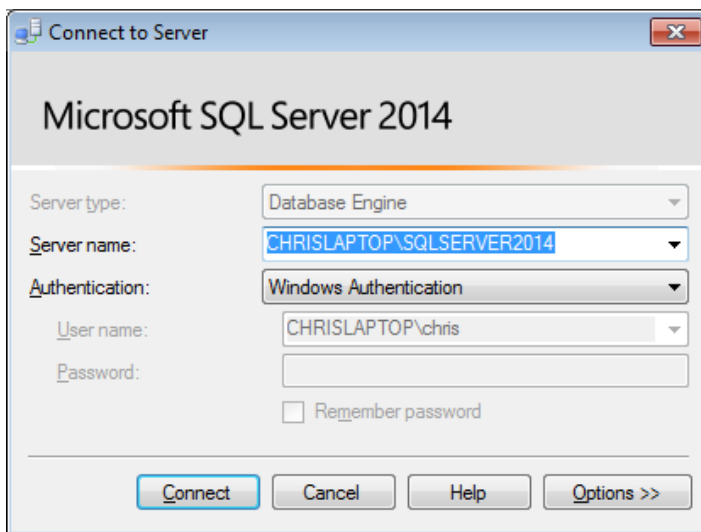 Connect to Server
Microsoft SQL Server 2014
Server type: Database Engine
Server name: CHRISLAPTOP\SQLSERVER2014
Authentication: Windows Authentication
User name: CHRISLAPTOP\chris
Password:
Remember password
Connect Cancel Help Options >>